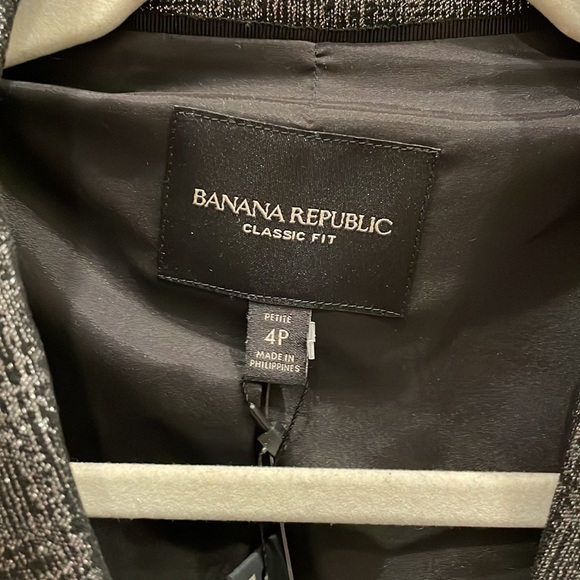 BANANA REPUBLIC
CLASSIC FIT
PETITE
4P
MADE IN
PHILIPPINES